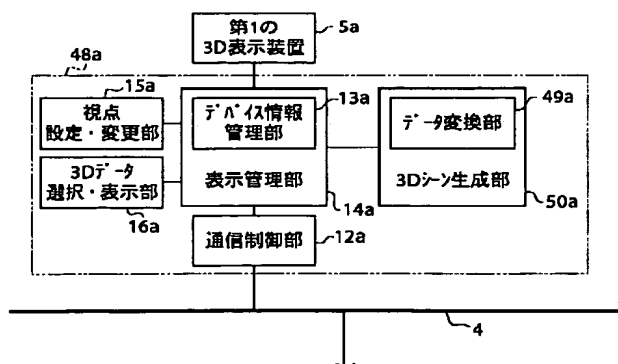 第1の
3D表示装置
5a
48a
15a
視点
設定・変更部
ﾃﾞﾊﾞｲｽ情報
管理部
13a
ﾃﾞｰﾀ変換部
49a
3Dﾃﾞｰﾀ
選択・表示部
16a
表示管理部
14a
3Dｼｰﾝ生成部
50a
通信制御部
12a
4